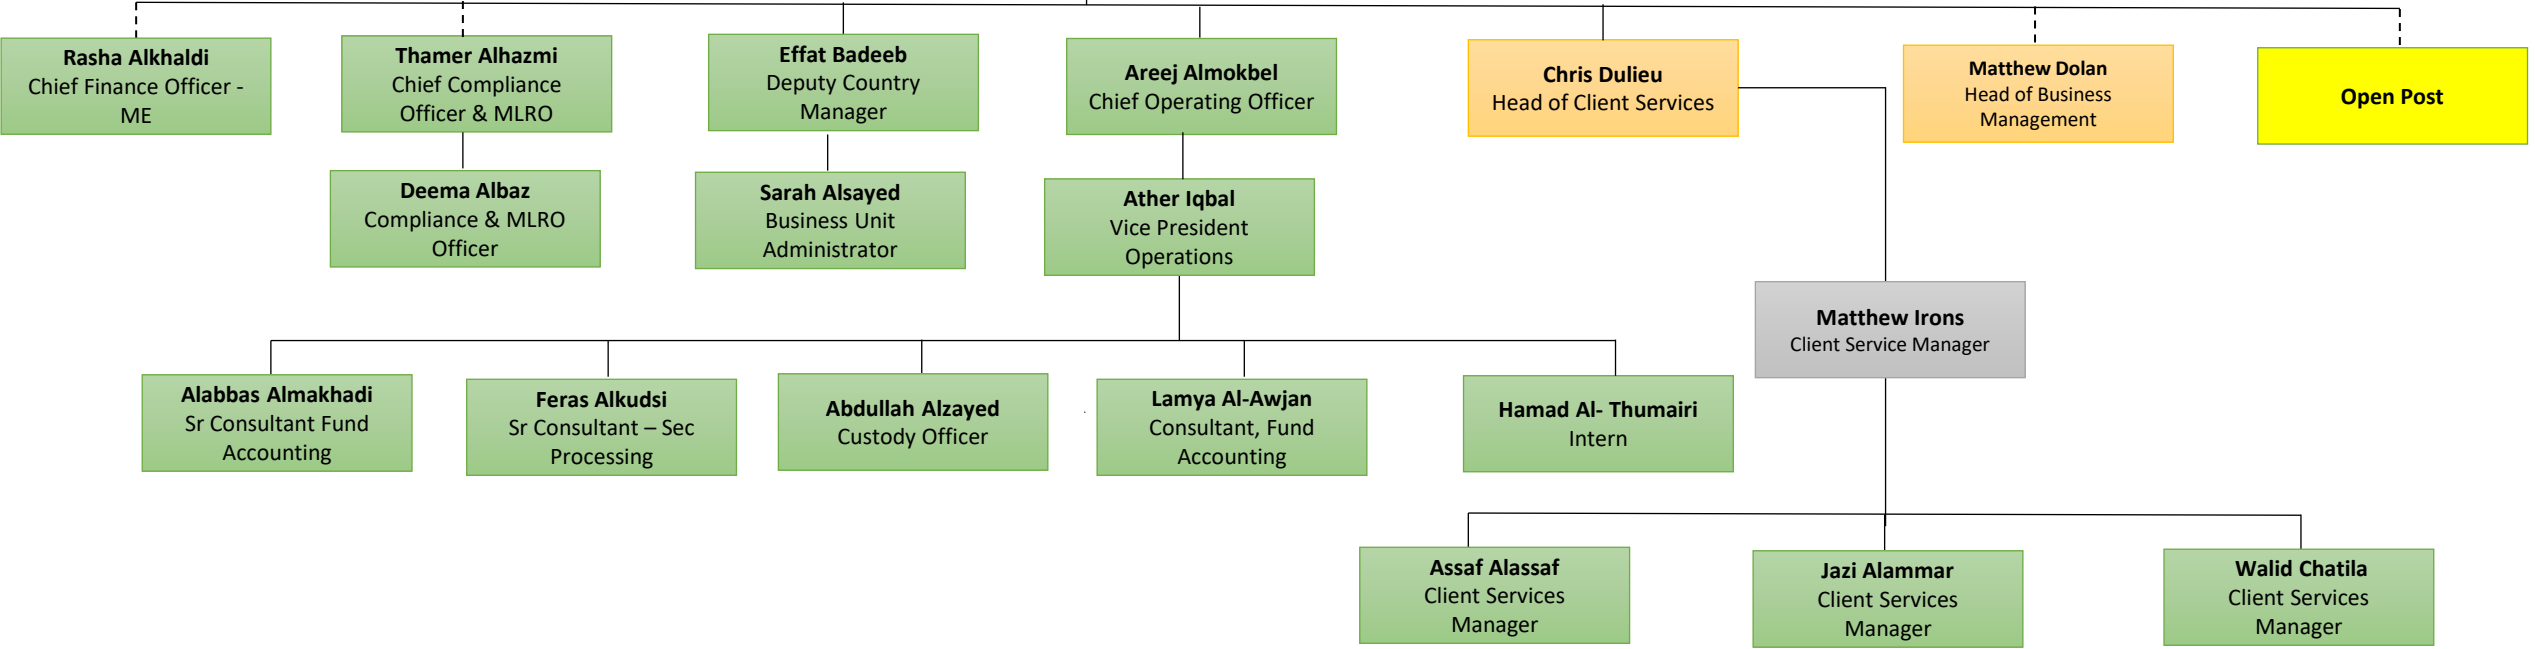 Rasha Alkhaldi
Chief Finance Officer -
ME
Thamer Alhazmi
Chief Compliance
Officer & MLRO
Effat Badeeb
Deputy Country
Manager
Areej Almokbel
Chief Operating Officer
Chris Dulieu
Head of Client Services
Matthew Dolan
Head of Business
Management
Open Post
Deema Albaz
Compliance & MLRO
Officer
Sarah Alsayed
Business Unit
Administrator
Ather Iqbal
Vice President
Operations
Matthew Irons
Client Service Manager
Alabbas Almakhadi
Sr Consultant Fund
Accounting
Feras Alkudsi
Sr Consultant – Sec
Processing
Abdullah Alzayed
Custody Officer
Lamya Al-Awjan
Consultant, Fund
Accounting
Hamad Al- Thumairi
Intern
Assaf Alassaf
Client Services
Manager
Jazi Alammar
Client Services
Manager
Walid Chatila
Client Services
Manager